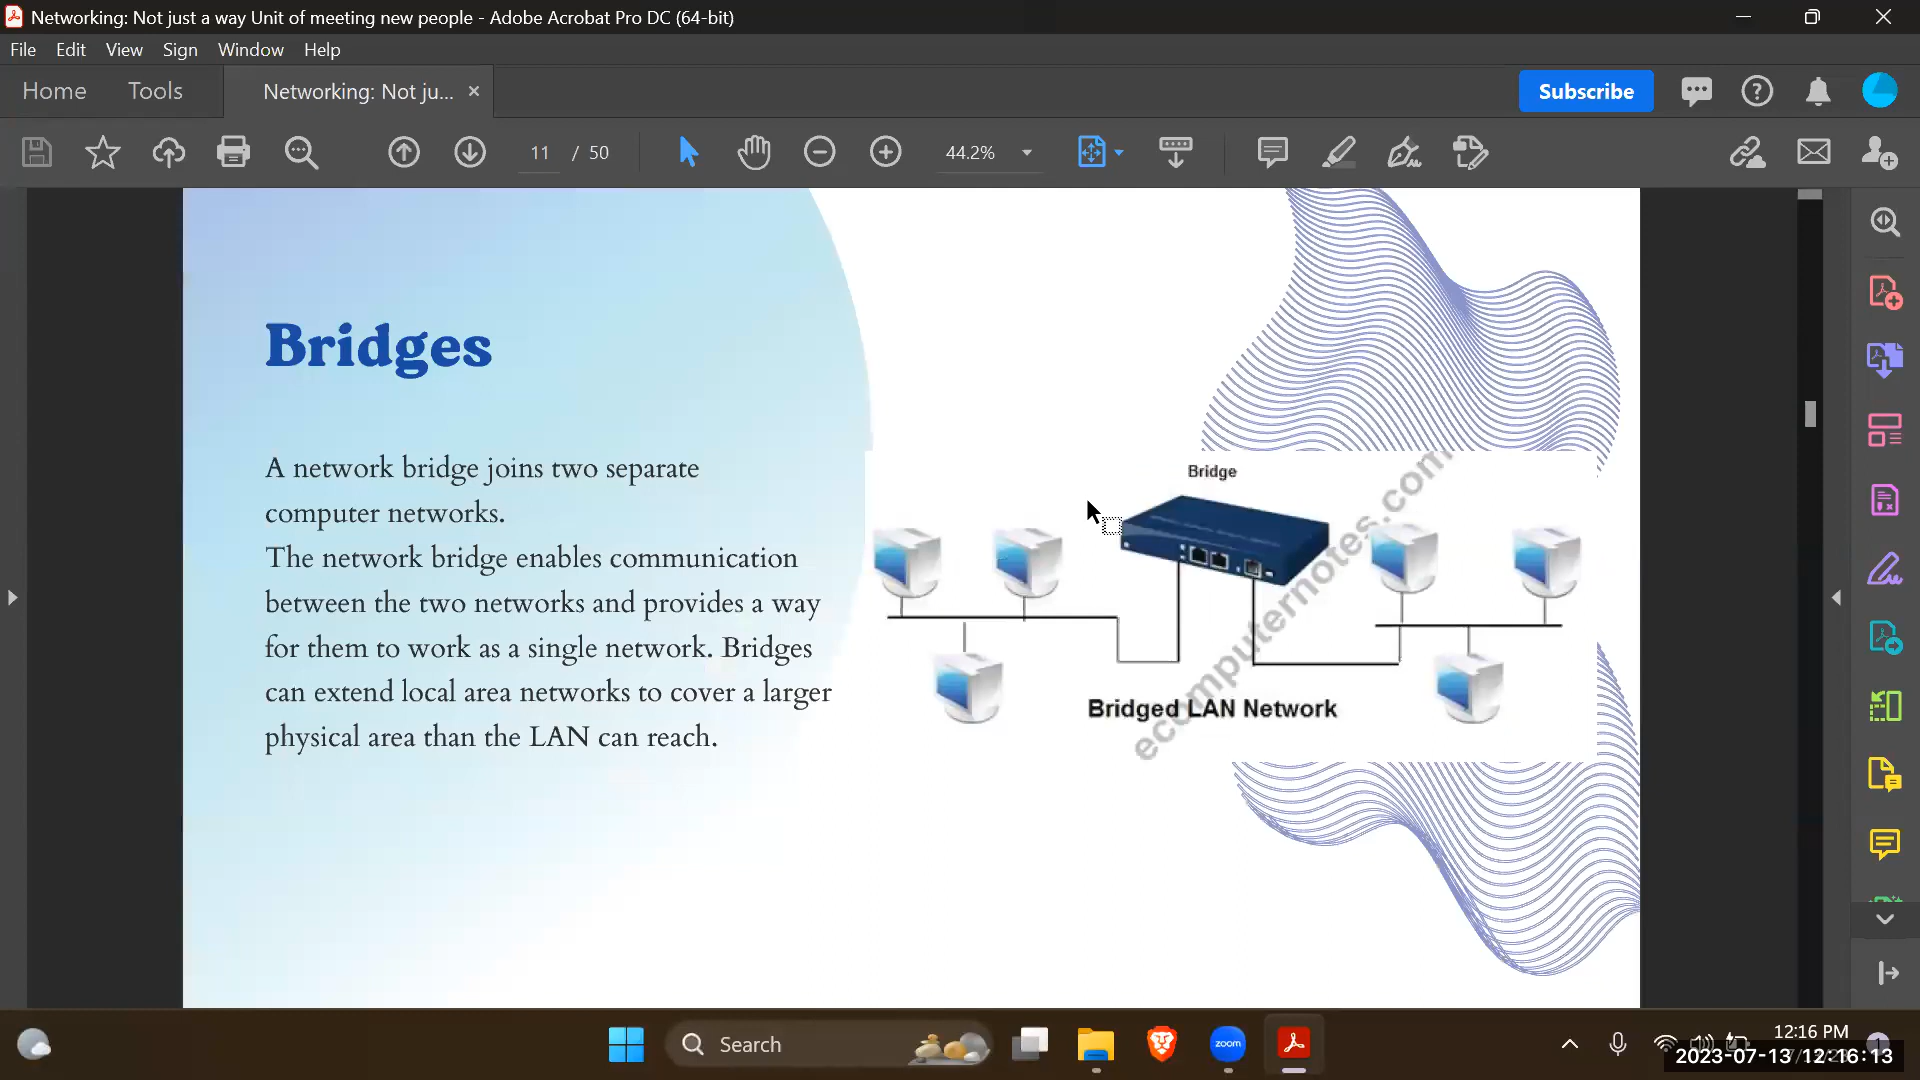 Networking: Not just a way Unit of meeting new people - Adobe Acrobat Pro DC (64-bit)
File Edit View Sign Window Help
Home Tools Networking: Not ju... × Subscribe
11 / 50 44.2%
Bridges
A network bridge joins two separate
computer networks.
The network bridge enables communication
between the two networks and provides a way
for them to work as a single network. Bridges
can extend local area networks to cover a larger
physical area than the LAN can reach.
Bridge
Bridged LAN Network
ecomputernotes.com
Search
zoom
12:16 PM
2023-07-13 12:16:13